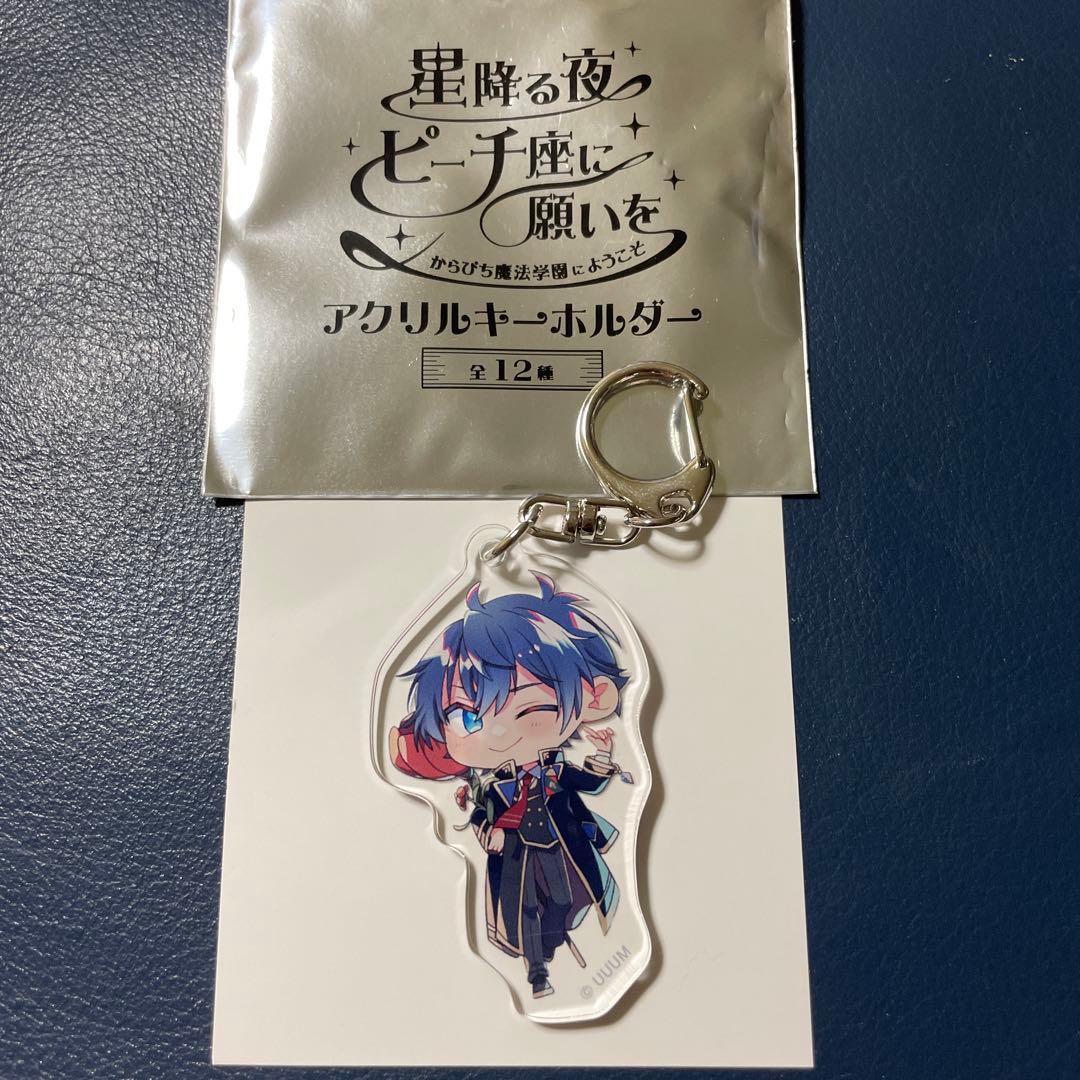 星降る夜
ピーチ座に
願いを
からぴち魔法学園にようこそ
アクリルキーホルダー
全12種
© UUUM